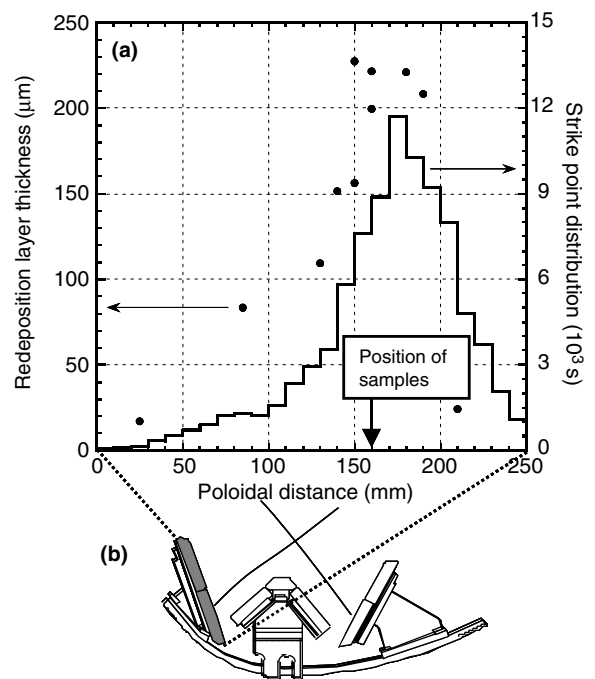 (a)
250
200
150
100
50
0
Redeposition layer thickness (μm)
15
12
9
6
3
0
Strike point distribution (10³ s)
Position of
samples
0
50
100
150
200
250
Poloidal distance (mm)
(b)